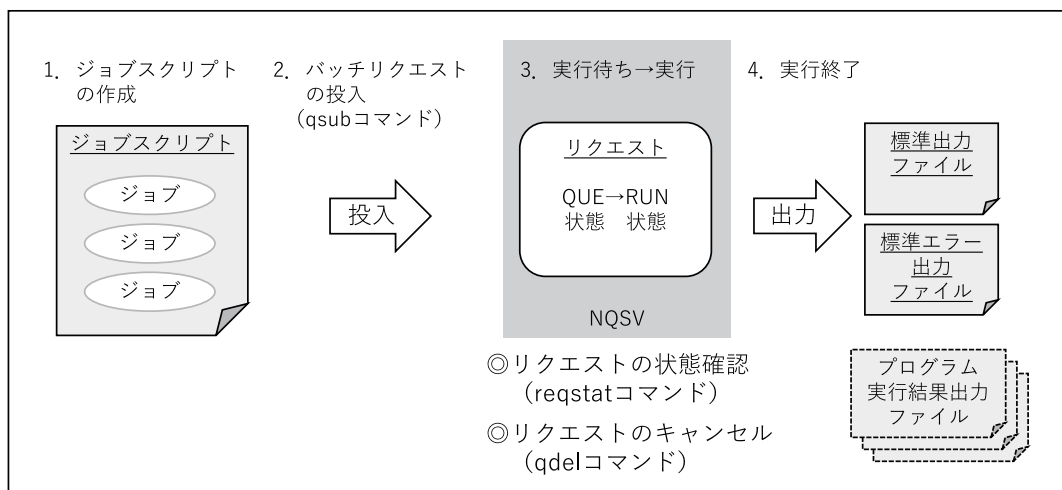 1. ジョブスクリプト
の作成
ジョブスクリプト
ジョブ
ジョブ
ジョブ
2. バッチリクエスト
の投入
(qsubコマンド)
投入
3. 実行待ち→実行
リクエスト
QUE→RUN
状態 状態
NQSV
◎リクエストの状態確認
(reqstatコマンド)
◎リクエストのキャンセル
(qdelコマンド)
4. 実行終了
出力
標準出力
ファイル
標準エラー
出力
ファイル
プログラム
実行結果出力
ファイル